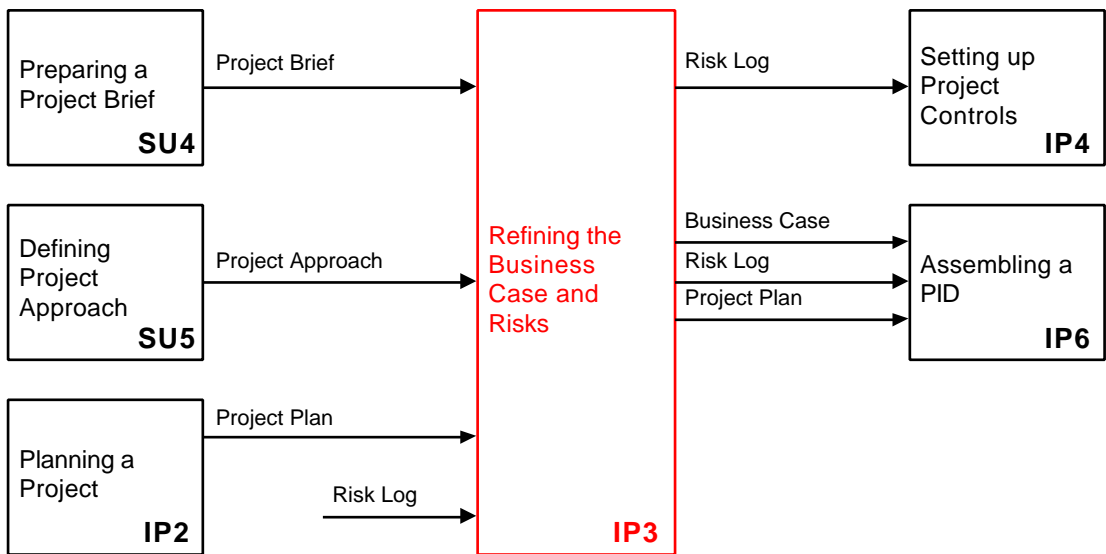 Preparing a
Project Brief
SU4
Project Brief
Risk Log
Setting up
Project
Controls
IP4
Defining
Project
Approach
SU5
Project Approach
Refining the
Business
Case and
Risks
IP3
Business Case
Risk Log
Project Plan
Assembling a
PID
IP6
Planning a
Project
IP2
Project Plan
Risk Log